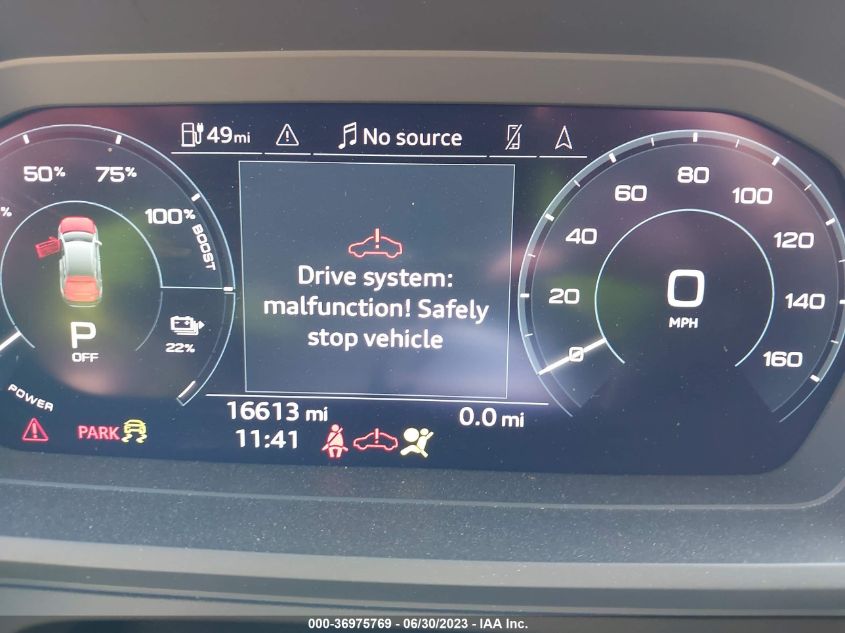 49mi
No source
% 50% 75% 100%
BOOST
P
OFF
22%
POWER
Drive system:
malfunction! Safely
stop vehicle
0 20 40 60 80 100 120 140 160
0
MPH
16613 mi 0.0 mi
PARK
11:41
000-36975769 - 06/30/2023 - IAA Inc.